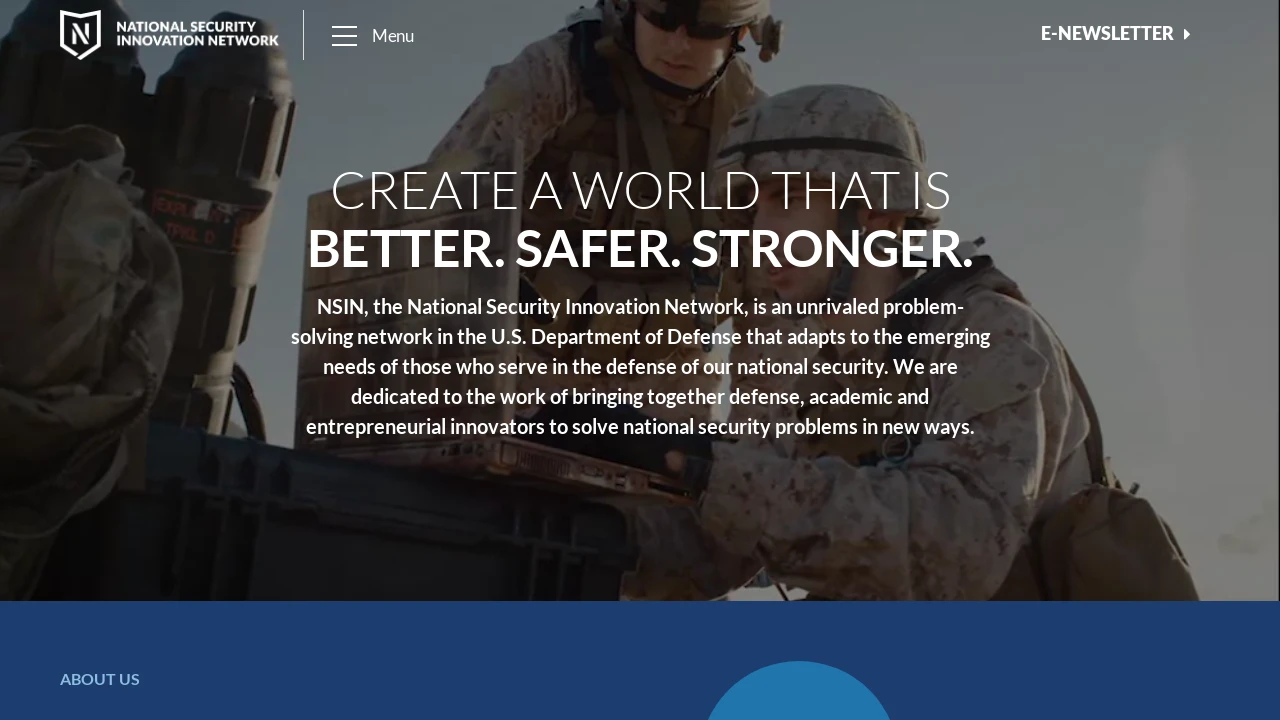 NATIONAL SECURITY
INNOVATION NETWORK
Menu
E-NEWSLETTER
CREATE A WORLD THAT IS
BETTER. SAFER. STRONGER.
NSIN, the National Security Innovation Network, is an unrivaled problem-
solving network in the U.S. Department of Defense that adapts to the emerging
needs of those who serve in the defense of our national security. We are
dedicated to the work of bringing together defense, academic and
entrepreneurial innovators to solve national security problems in new ways.
ABOUT US